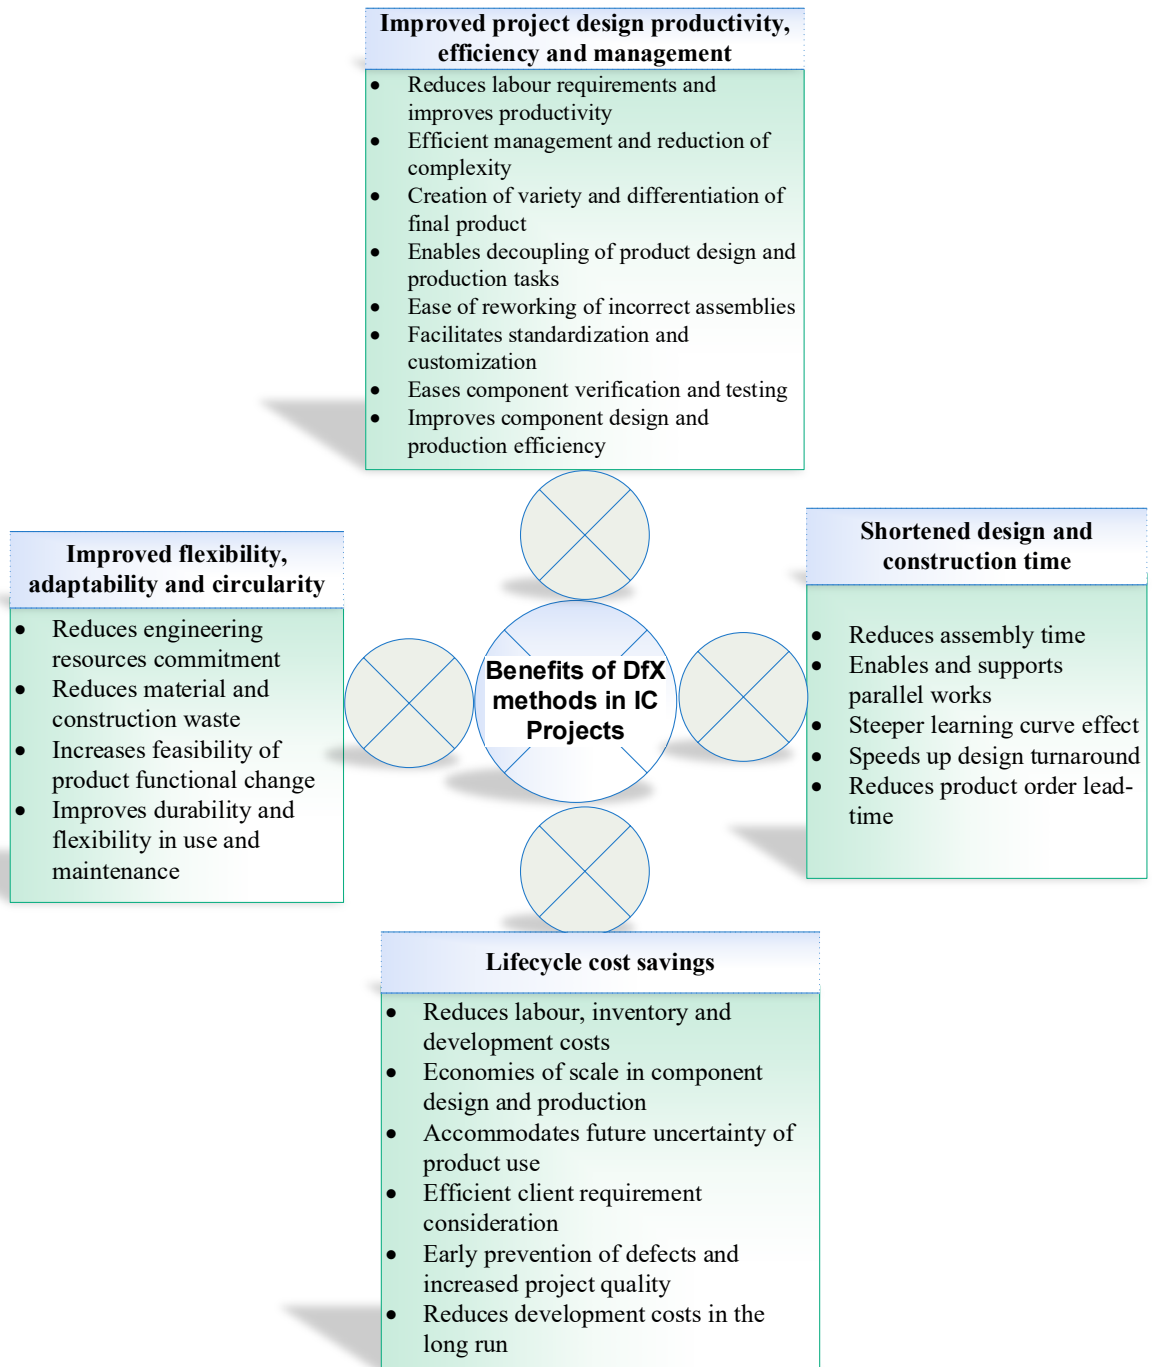 Improved project design productivity,
efficiency and management
• Reduces labour requirements and
improves productivity
• Efficient management and reduction of
complexity
• Creation of variety and differentiation of
final product
• Enables decoupling of product design and
production tasks
• Ease of reworking of incorrect assemblies
• Facilitates standardization and
customization
• Eases component verification and testing
• Improves component design and
production efficiency
Improved flexibility,
adaptability and circularity
• Reduces engineering
resources commitment
• Reduces material and
construction waste
• Increases feasibility of
product functional change
• Improves durability and
flexibility in use and
maintenance
Benefits of DfX
methods in IC
Projects
Shortened design and
construction time
• Reduces assembly time
• Enables and supports
parallel works
• Steeper learning curve effect
• Speeds up design turnaround
• Reduces product order lead-
time
Lifecycle cost savings
• Reduces labour, inventory and
development costs
• Economies of scale in component
design and production
• Accommodates future uncertainty of
product use
• Efficient client requirement
consideration
• Early prevention of defects and
increased project quality
• Reduces development costs in the
long run